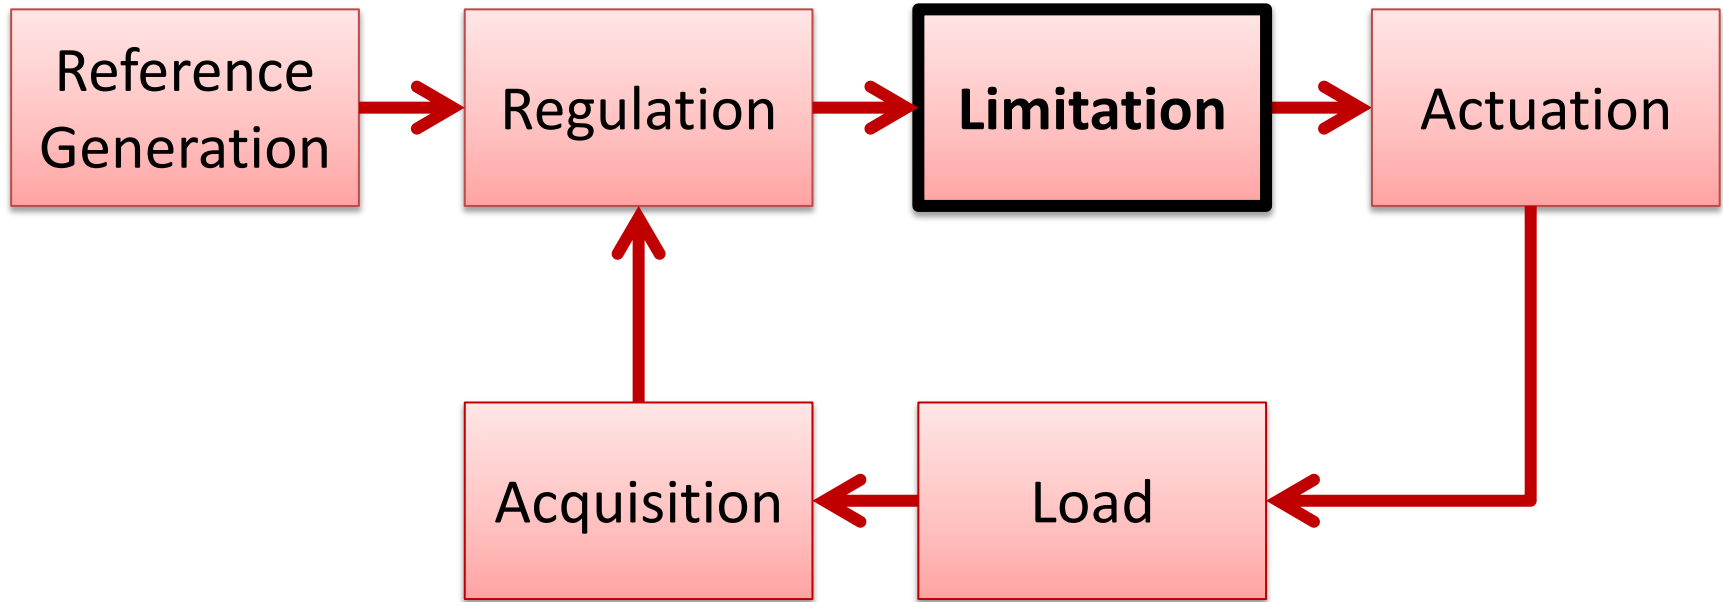 Reference
Generation
Regulation
Limitation
Actuation
Acquisition
Load